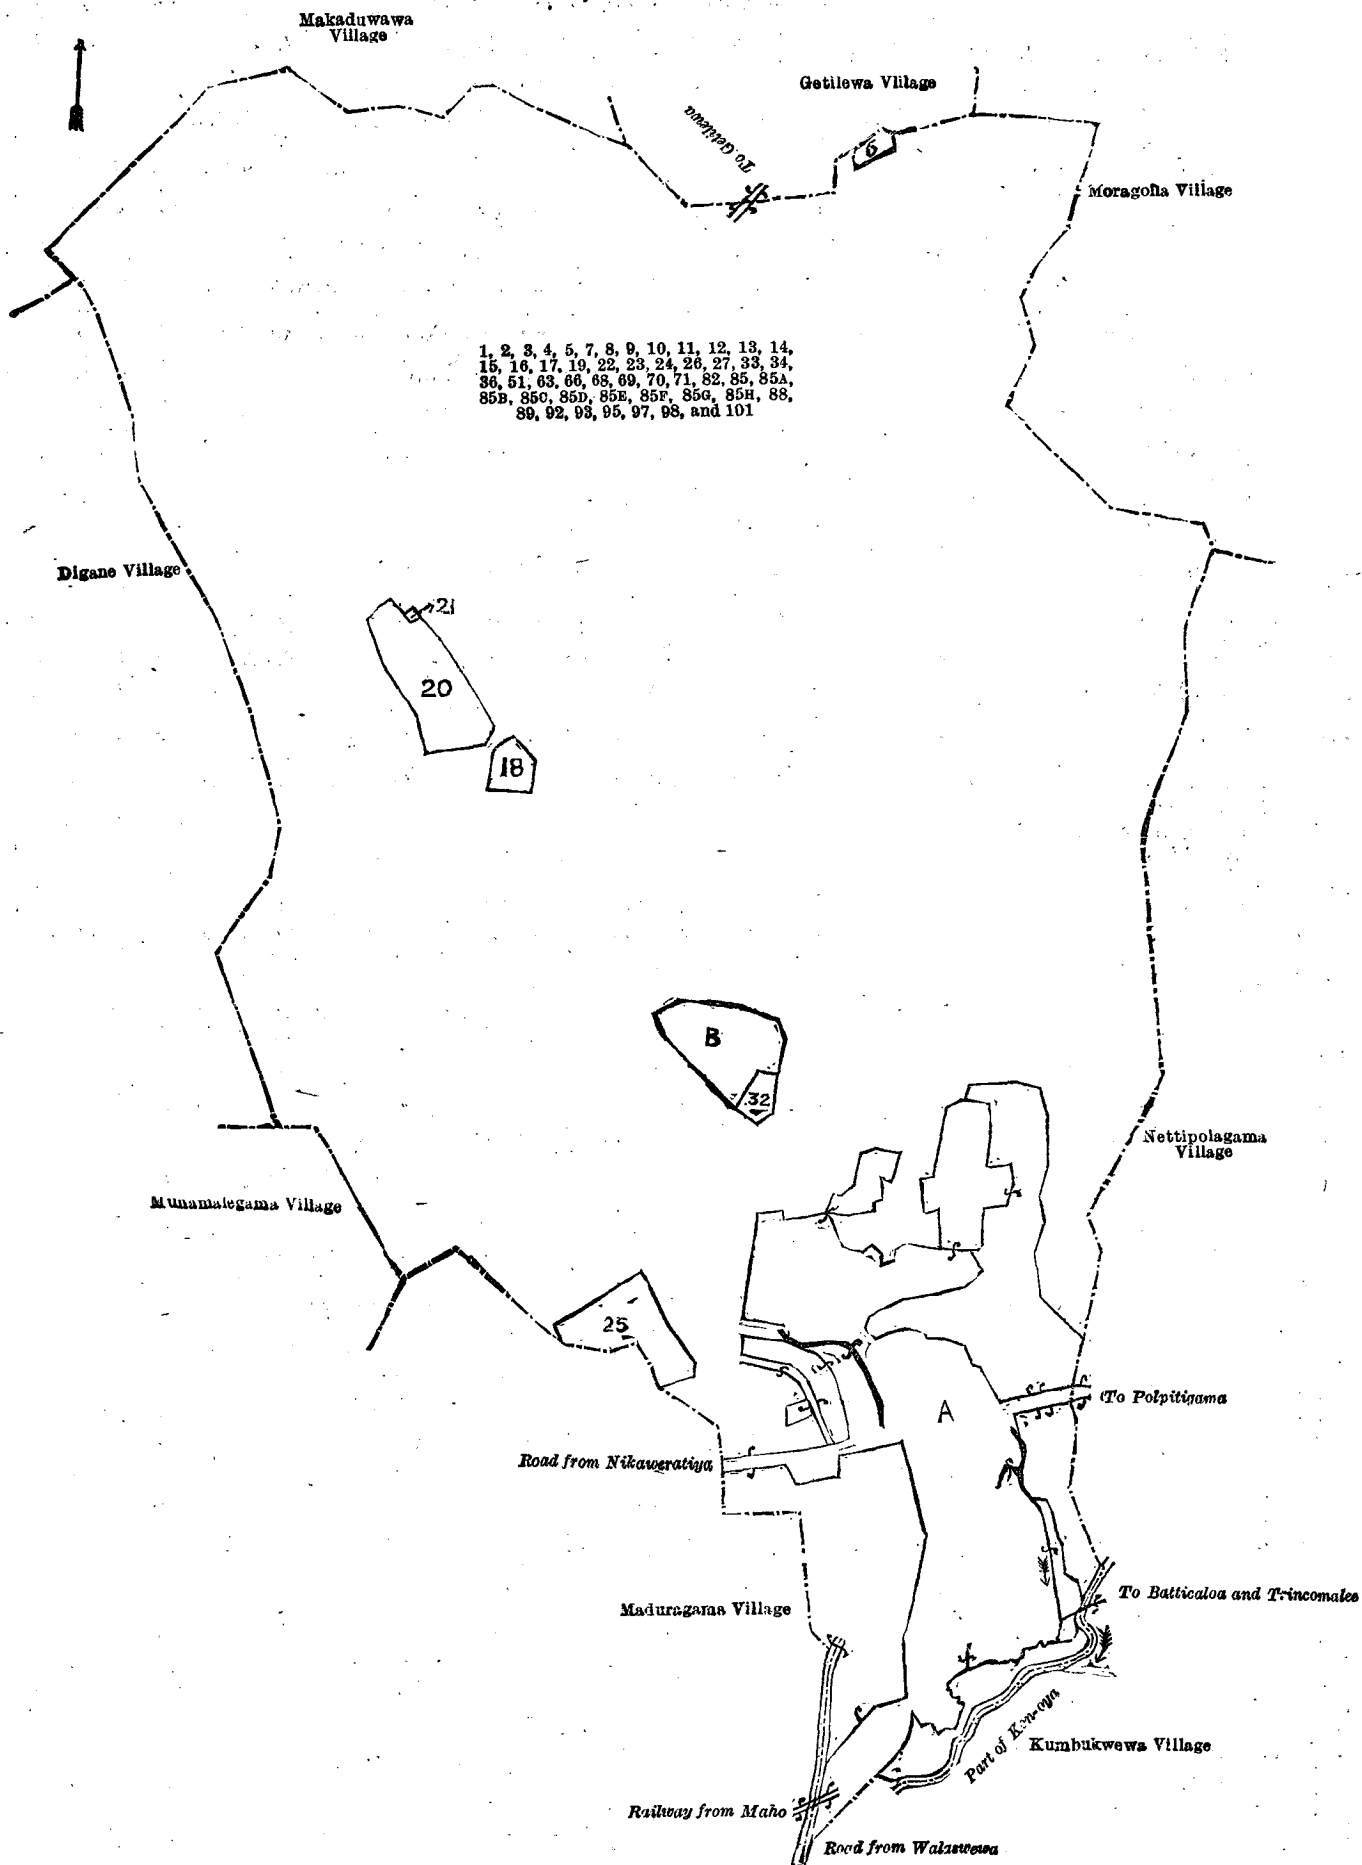 Makaduwawa
Village
Getilewa Village
To Getilewa
6
Moragolla Village
1, 2, 3, 4, 5, 7, 8, 9, 10, 11, 12, 13, 14,
15, 16, 17, 19, 22, 23, 24, 26, 27, 33, 34,
36, 51, 63, 66, 68, 69, 70, 71, 82, 85, 85A,
85B, 85C, 85D, 85E, 85F, 85G, 85H, 88,
89, 92, 93, 95, 97, 98, and 101
Digane Village
21
20
18
B
32
Nettipolagama
Village
Munamalegama Village
25
To Polpitigama
A
Road from Nikaweratiya
To Batticaloa and Trincomalee
Maduragama Village
Part of
Kumbukwewa Village
Railway from Maho
Road from Walaswewa